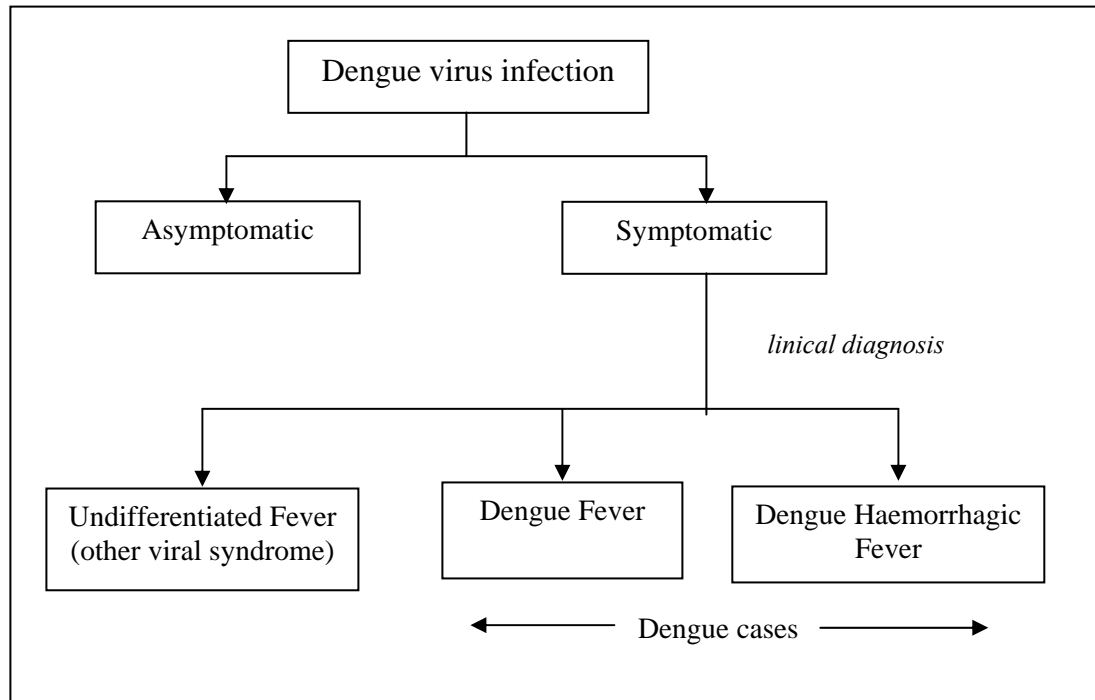 Dengue virus infection
Asymptomatic
Symptomatic
linical diagnosis
Undifferentiated Fever
(other viral syndrome)
Dengue Fever
Dengue Haemorrhagic
Fever
Dengue cases